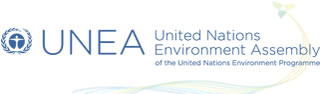 UNEA
United Nations
Environment Assembly
of the United Nations Environment Programme